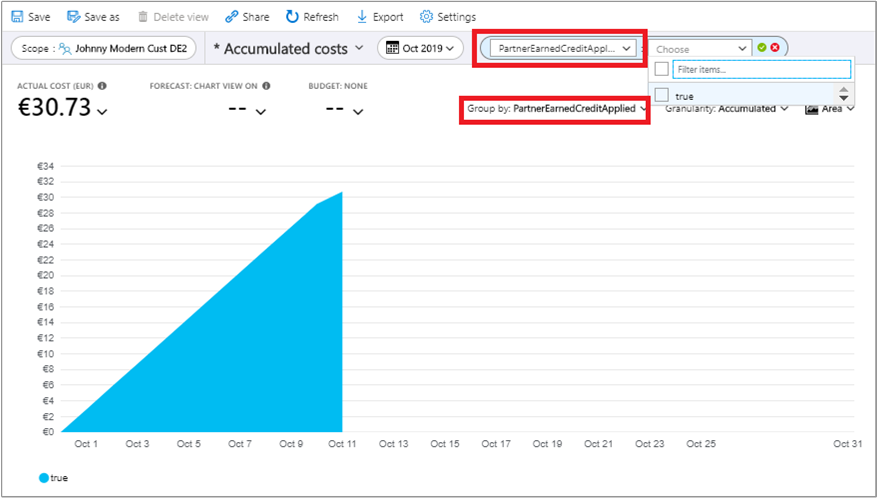 Save Save as Delete view Share Refresh Export Settings
Scope : Johnny Modern Cust DE2 * Accumulated costs Oct 2019 PartnerEarnedCreditAppl... : Choose
Filter items...
true
ACTUAL COST (EUR) FORECAST: CHART VIEW ON BUDGET: NONE
€30.73 -- --
Group by: PartnerEarnedCreditApplied Granularity: Accumulated Area
€34
€32
€30
€28
€26
€24
€22
€20
€18
€16
€14
€12
€10
€8
€6
€4
€2
€0
Oct 1 Oct 3 Oct 5 Oct 7 Oct 9 Oct 11 Oct 13 Oct 15 Oct 17 Oct 19 Oct 21 Oct 23 Oct 25 Oct 31
true